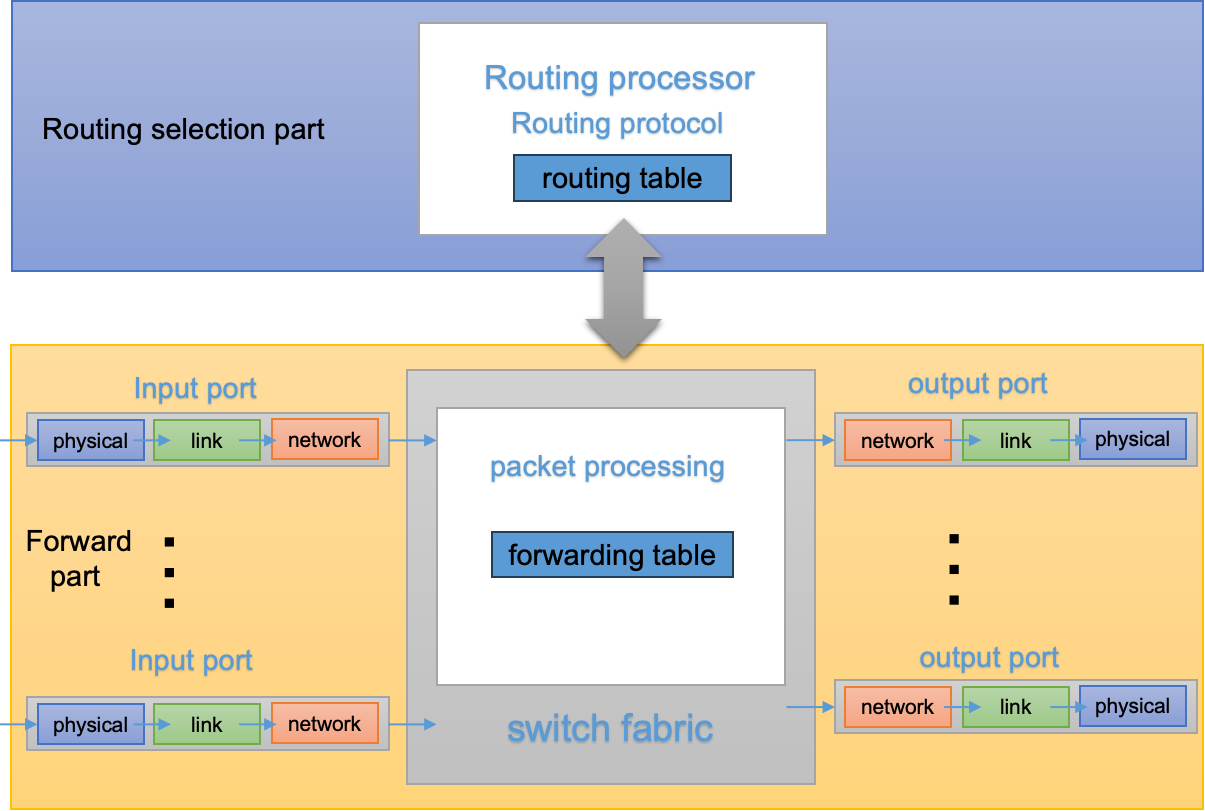 Routing processor
Routing protocol
Routing selection part
routing table
Input port
output port
physical
link
network
network
link
physical
packet processing
Forward
part
forwarding table
Input port
output port
physical
link
network
network
link
physical
switch fabric